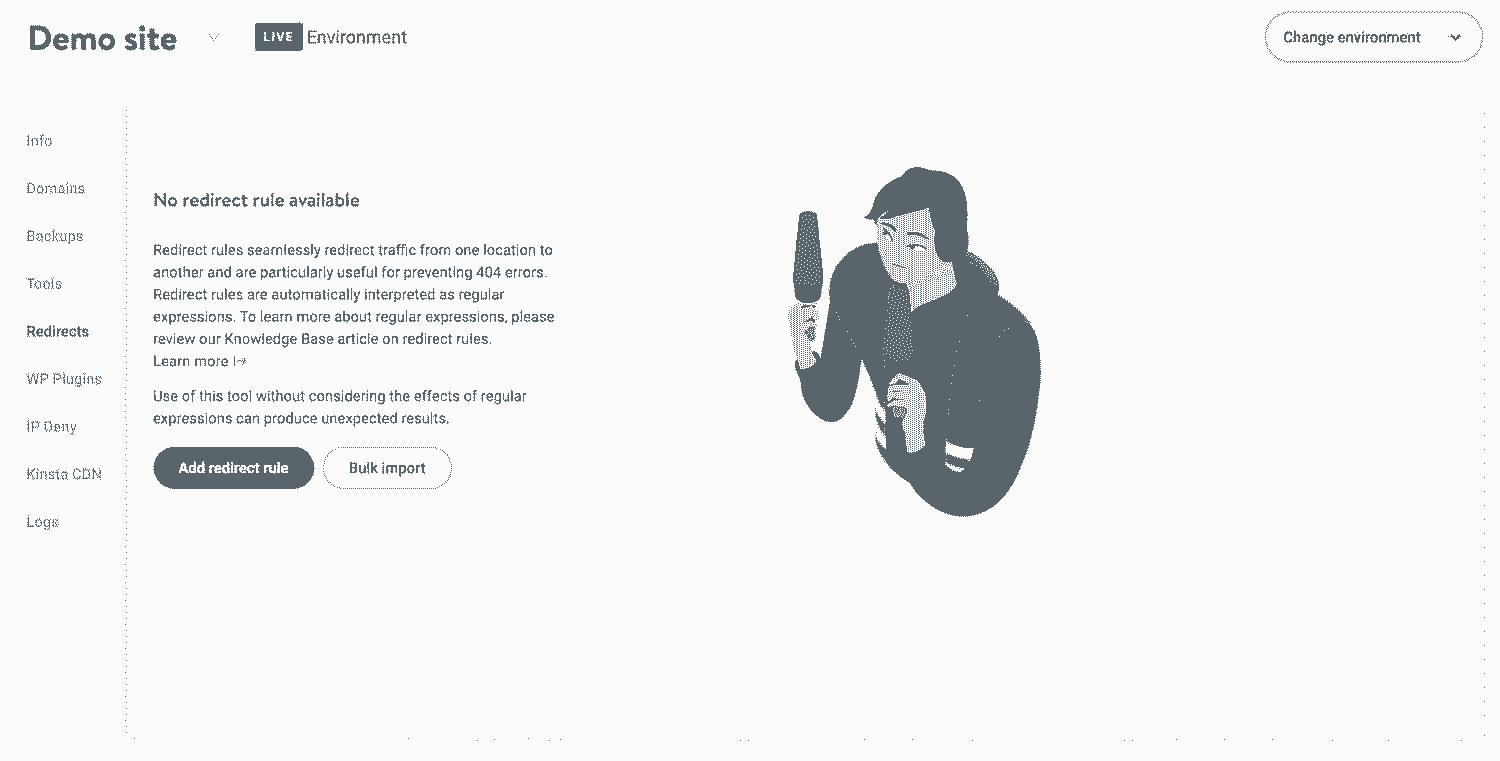 Demo site
LIVE Environment
Change environment
Info
Domains
Backups
Tools
Redirects
WP Plugins
IP Deny
Kinsta CDN
Logs
No redirect rule available
Redirect rules seamlessly redirect traffic from one location to
another and are particularly useful for preventing 404 errors.
Redirect rules are automatically interpreted as regular
expressions. To learn more about regular expressions, please
review our Knowledge Base article on redirect rules.
Learn more
Use of this tool without considering the effects of regular
expressions can produce unexpected results.
Add redirect rule
Bulk import